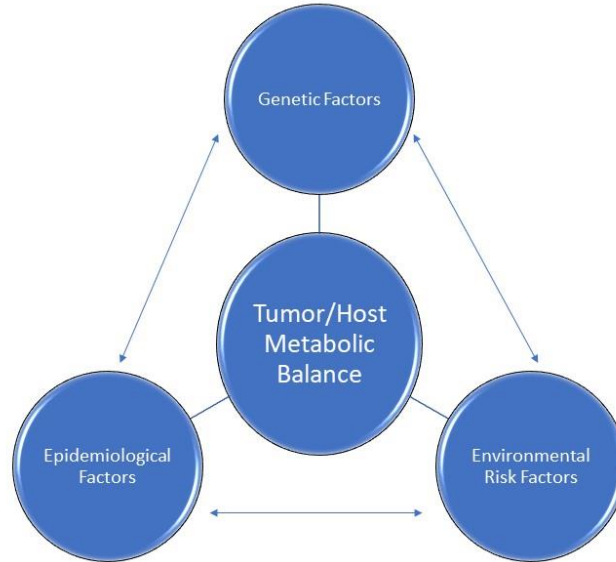 Genetic Factors
Tumor/Host
Metabolic
Balance
Epidemiological
Factors
Environmental
Risk Factors